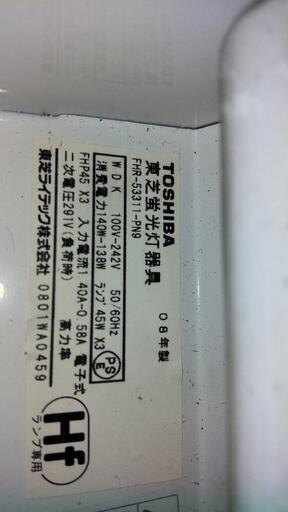 TOSHIBA
東芝蛍光灯器具 08年製
FHR-53311-PN9
WDK 100V-242V 50/60Hz
消費電力140W-138W ランプ45W X3
PS
E
FHP45 X3 入力電流1 40A-0 58A 電子式
二次電圧291V(負荷時) 高力率
東芝ライテック株式会社 0801WA0459
Hf
ランプ専用